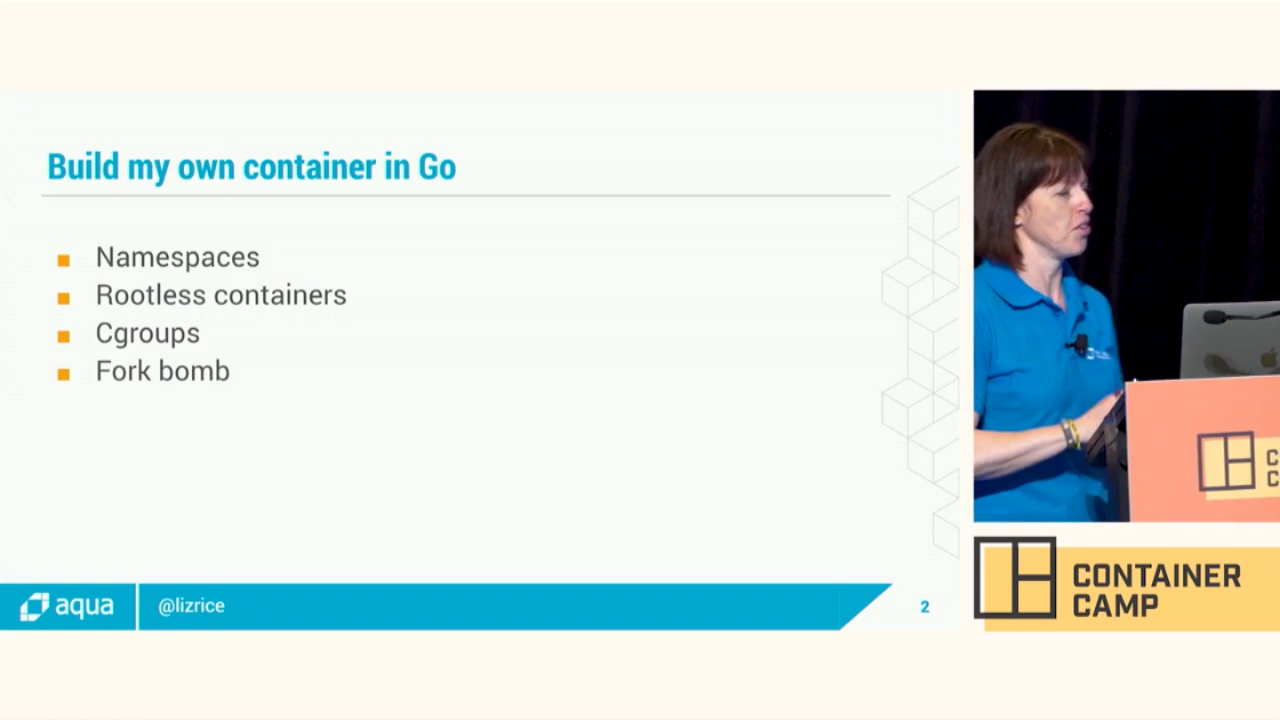 Build my own container in Go
Namespaces
Rootless containers
Cgroups
Fork bomb
aqua
@lizrice
2
CONTAINER
CAMP